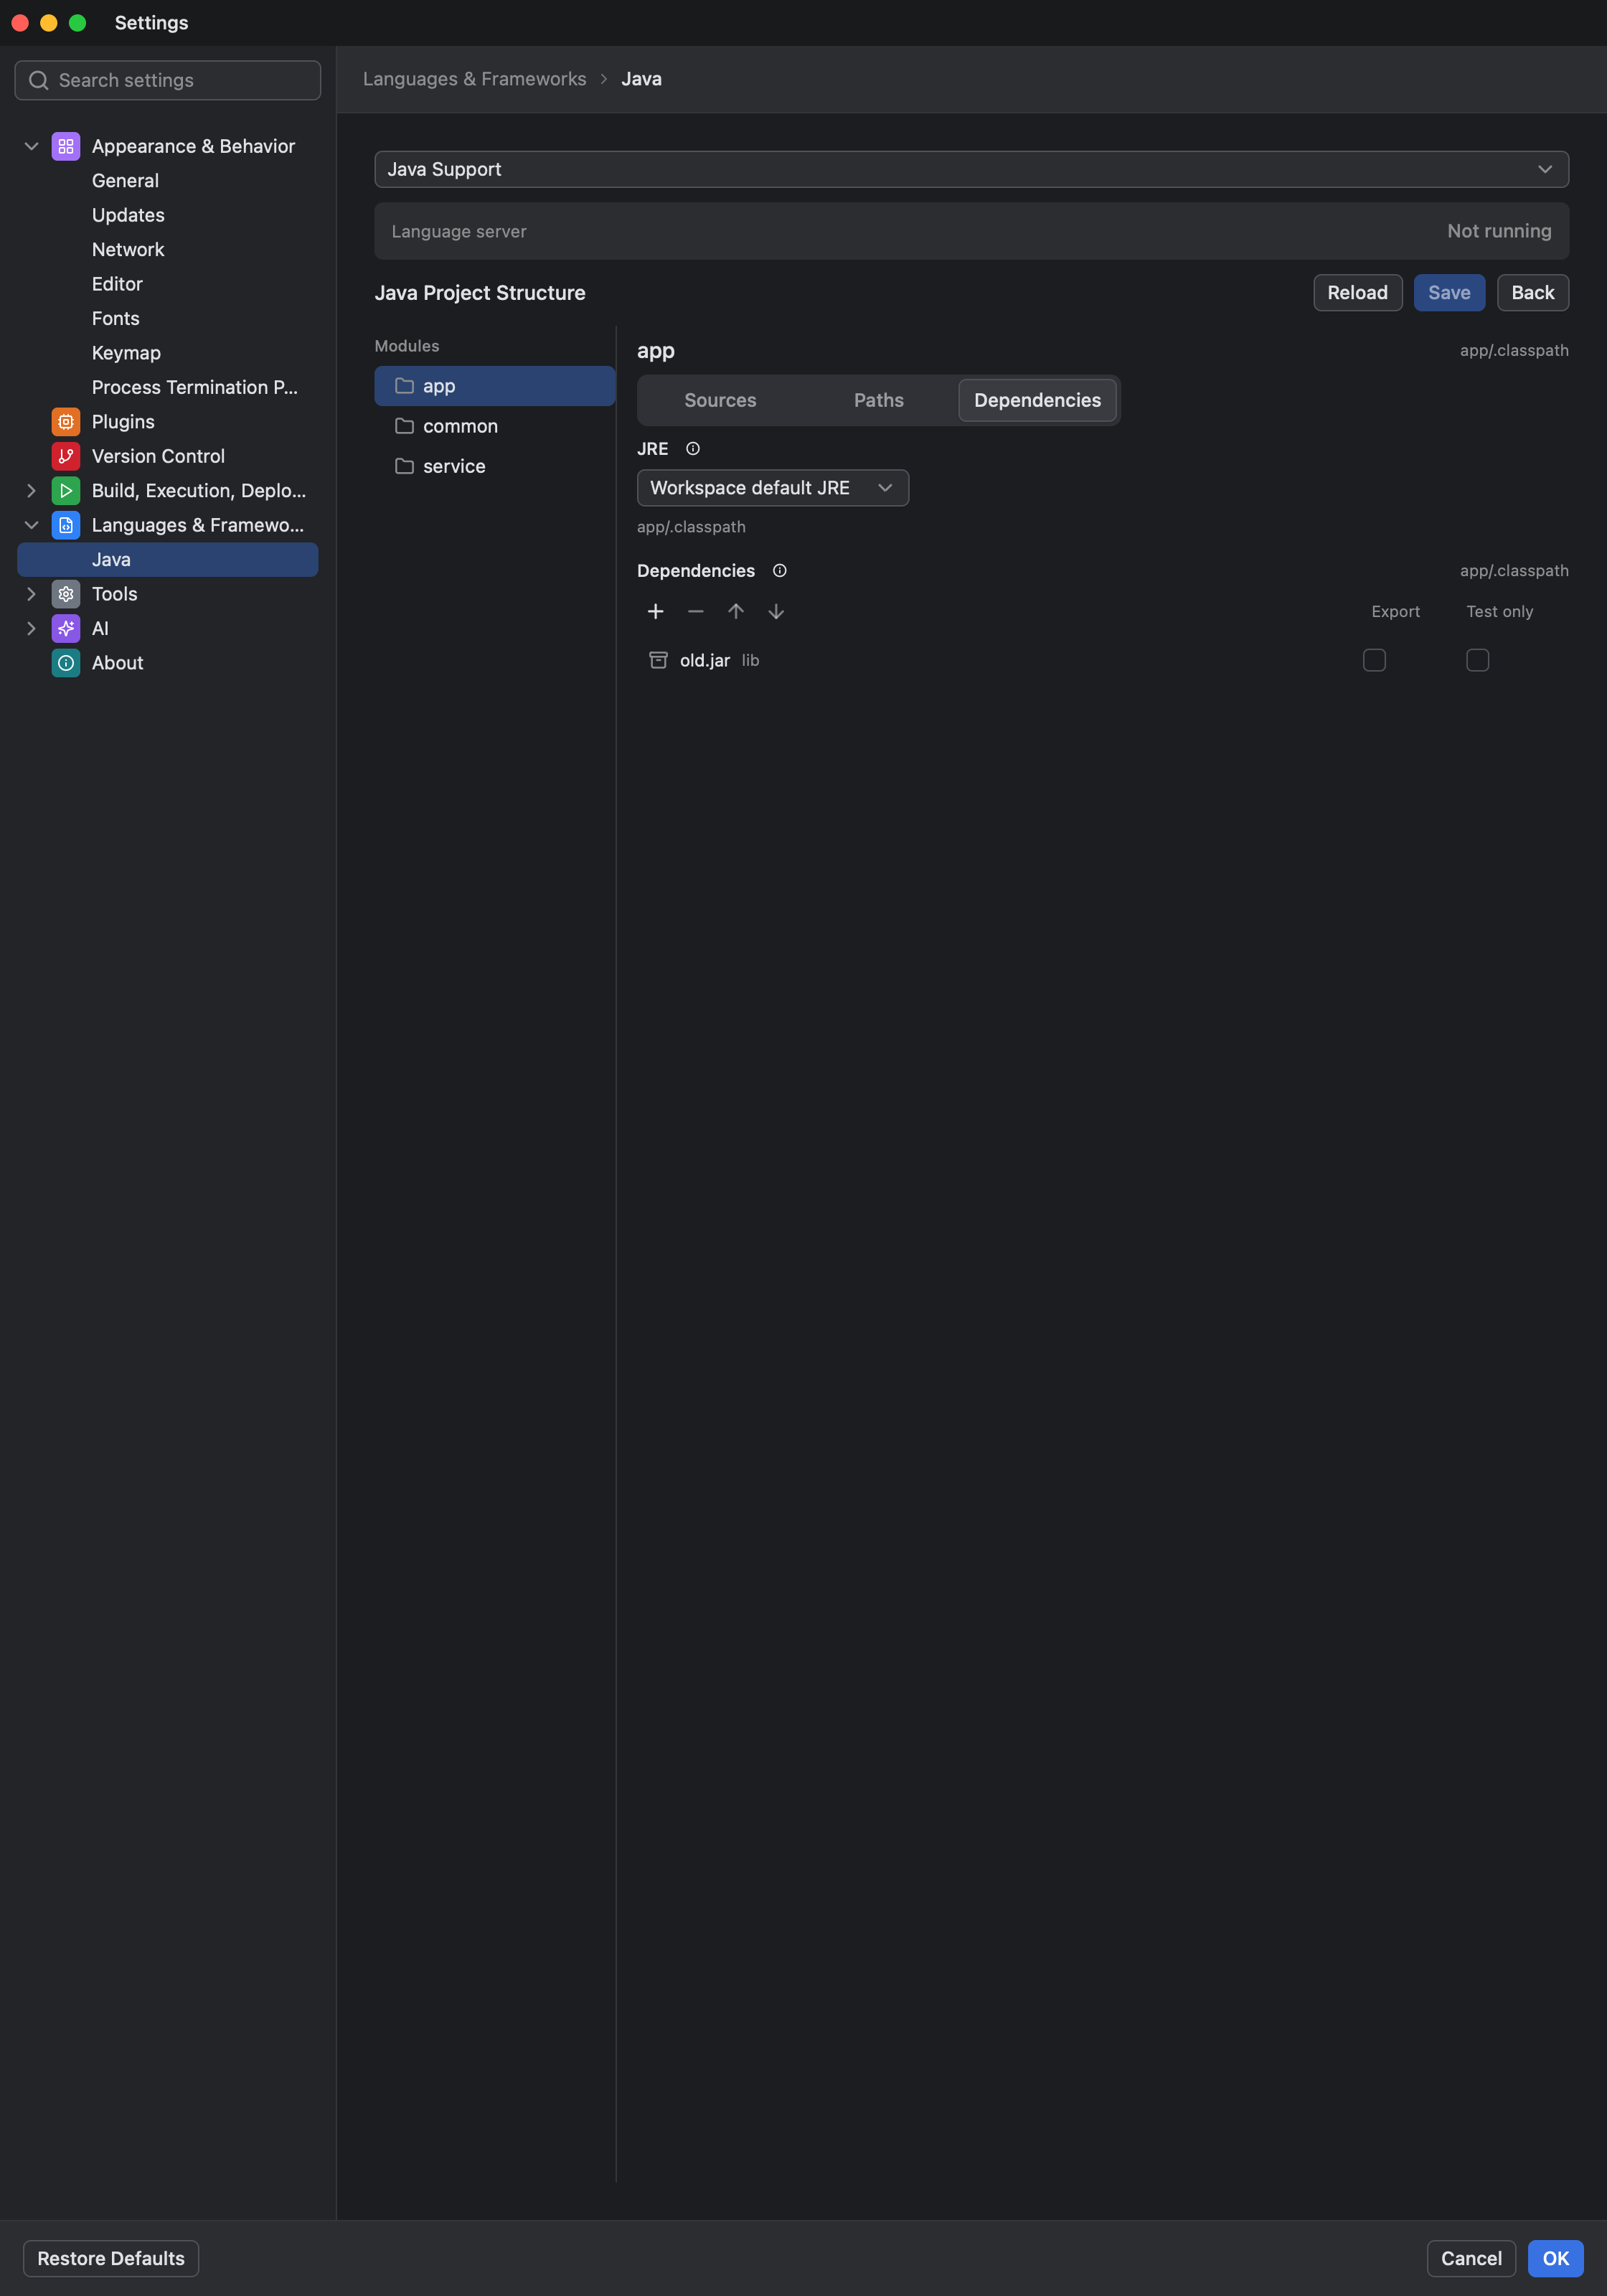 Settings
Search settings
Appearance & Behavior
General
Updates
Network
Editor
Fonts
Keymap
Process Termination P...
Plugins
Version Control
Build, Execution, Deplo...
Languages & Framewo...
Java
Tools
AI
About
Languages & Frameworks > Java
Java Support
Language server Not running
Java Project Structure Reload Save Back
Modules
app
common
service
app app/.classpath
Sources Paths Dependencies
JRE
Workspace default JRE
app/.classpath
Dependencies app/.classpath
Export Test only
old.jar lib
Restore Defaults Cancel OK